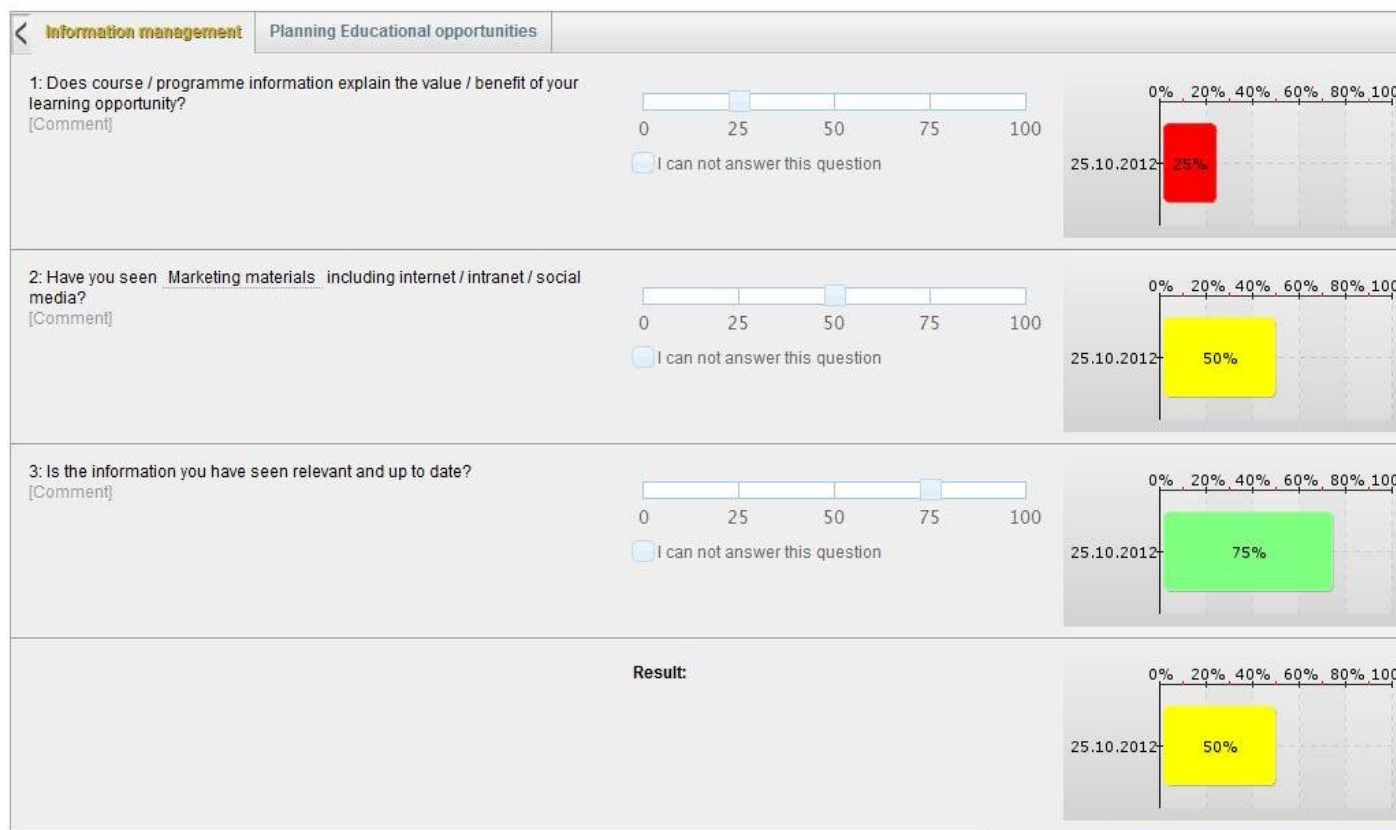 Information management
Planning Educational opportunities
1: Does course / programme information explain the value / benefit of your
learning opportunity?
[Comment]
0 25 50 75 100
I can not answer this question
0% 20% 40% 60% 80% 100
25.10.2012
25%
2: Have you seen Marketing materials including internet / intranet / social
media?
[Comment]
0 25 50 75 100
I can not answer this question
0% 20% 40% 60% 80% 100
25.10.2012
50%
3: Is the information you have seen relevant and up to date?
[Comment]
0 25 50 75 100
I can not answer this question
0% 20% 40% 60% 80% 100
25.10.2012
75%
Result:
0% 20% 40% 60% 80% 100
25.10.2012
50%